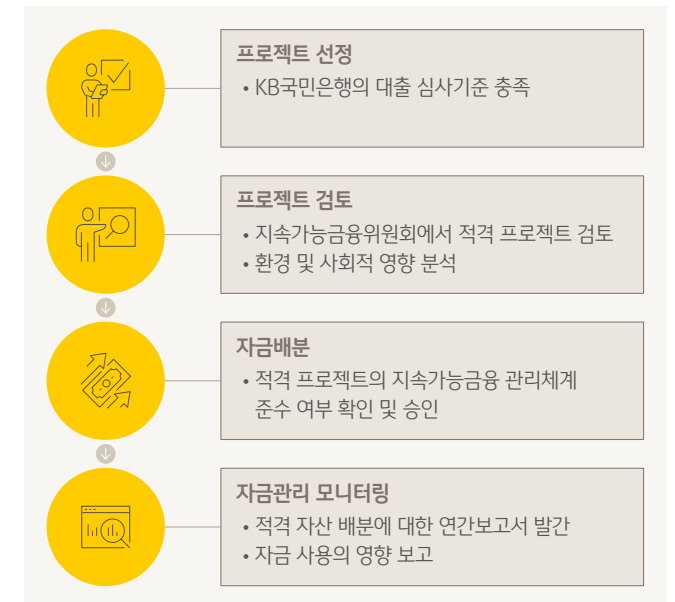 프로젝트 선정
• KB국민은행의 대출 심사기준 충족
프로젝트 검토
• 지속가능금융위원회에서 적격 프로젝트 검토
• 환경 및 사회적 영향 분석
자금배분
• 적격 프로젝트의 지속가능금융 관리체계
준수 여부 확인 및 승인
자금관리 모니터링
• 적격 자산 배분에 대한 연간보고서 발간
• 자금 사용의 영향 보고